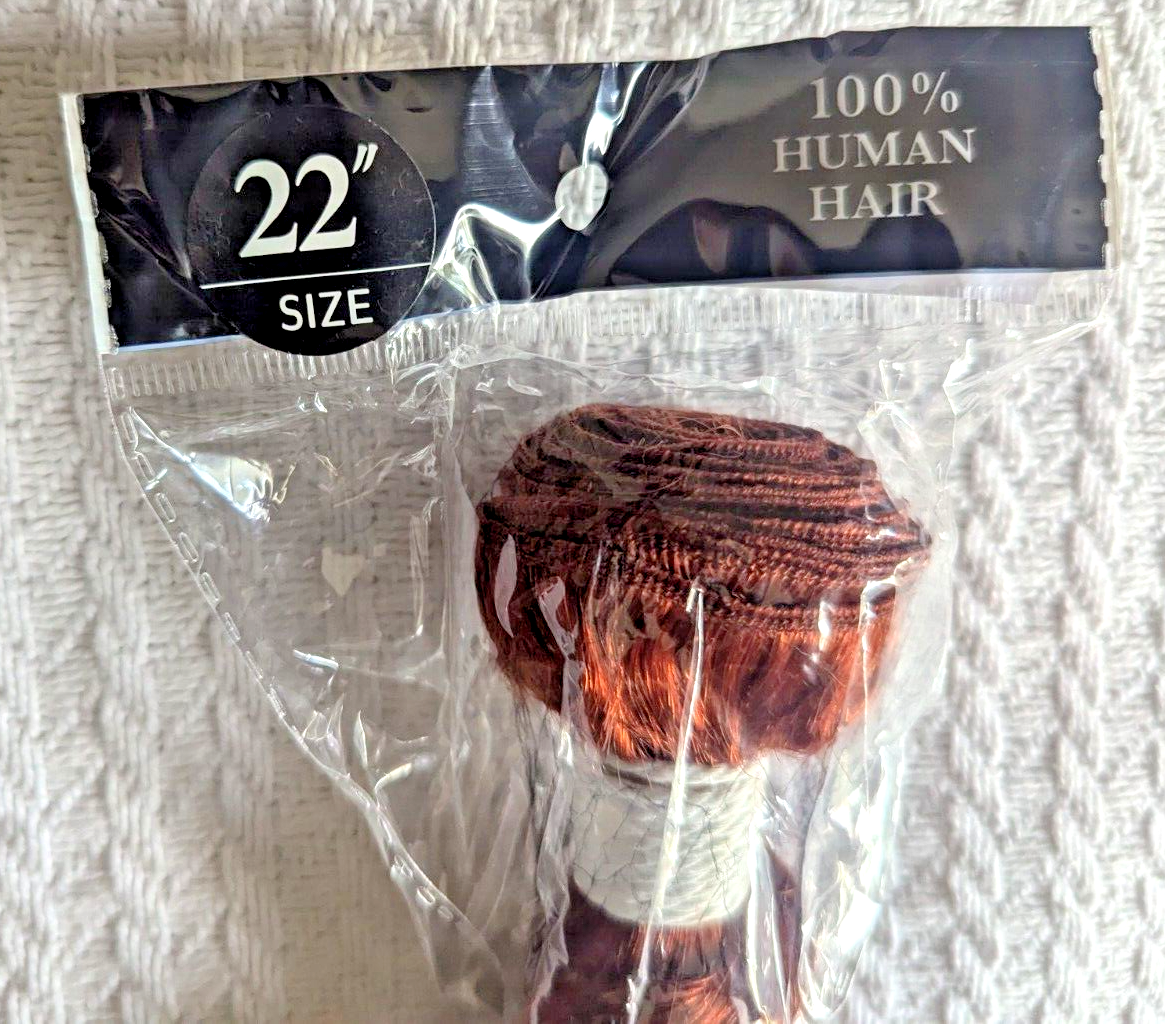 22"
SIZE
100%
HUMAN
HAIR